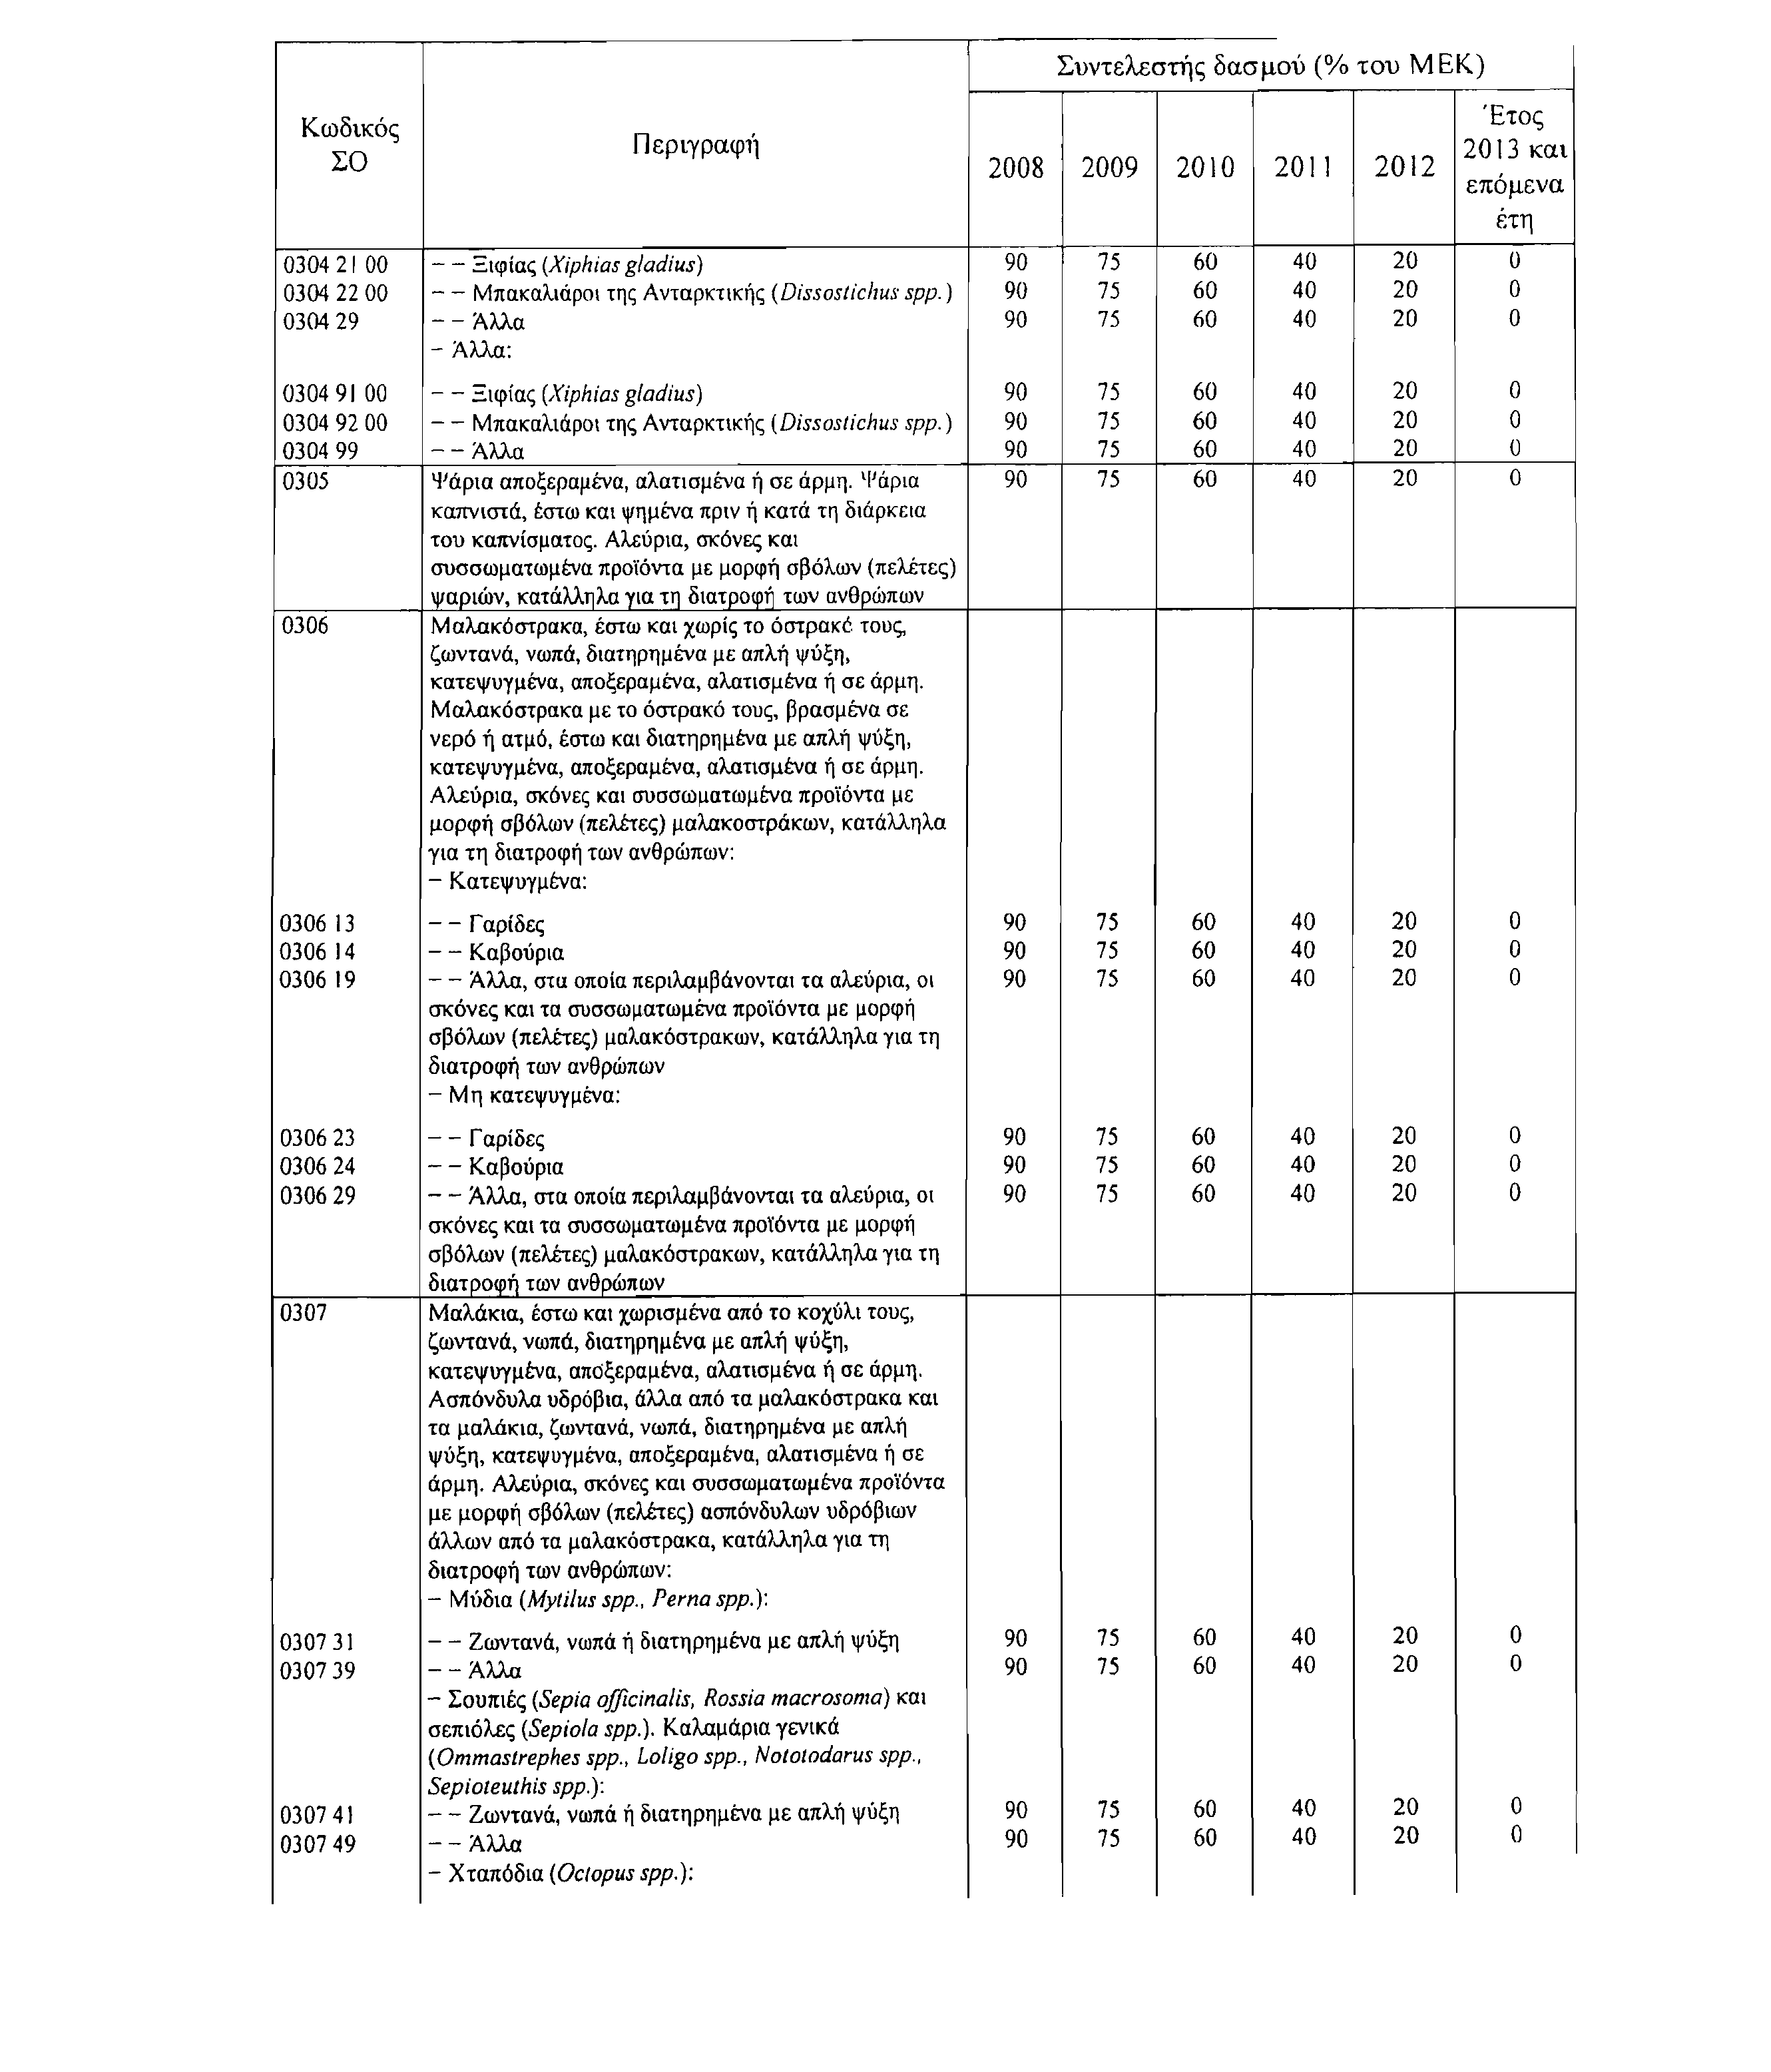 Συντελεστής δασμού (% του ΜΕΚ)
Κωδικός ΣΟ
Περιγραφή
2008 2009 2010 2011 2012 Έτος 2013 και επόμενα έτη
0304 21 00 – – Ξιφίας (Xiphias gladius) 90 75 60 40 20 0
0304 22 00 – – Μπακαλιάροι της Ανταρκτικής (Dissostichus spp.) 90 75 60 40 20 0
0304 29 – – Άλλα 90 75 60 40 20 0
– Άλλα:
0304 91 00 – – Ξιφίας (Xiphias gladius) 90 75 60 40 20 0
0304 92 00 – – Μπακαλιάροι της Ανταρκτικής (Dissostichus spp.) 90 75 60 40 20 0
0304 99 – – Άλλα 90 75 60 40 20 0
0305 Ψάρια αποξεραμένα, αλατισμένα ή σε άρμη. Ψάρια 90 75 60 40 20 0
καπνιστά, έστω και ψημένα πριν ή κατά τη διάρκεια
του καπνίσματος. Αλεύρια, σκόνες και
συσσωματωμένα προϊόντα με μορφή σβόλων (πελέτες)
ψαριών, κατάλληλα για τη διατροφή των ανθρώπων
0306 Μαλακόστρακα, έστω και χωρίς το όστρακό τους,
ζωντανά, νωπά, διατηρημένα με απλή ψύξη,
κατεψυγμένα, αποξεραμένα, αλατισμένα ή σε άρμη.
Μαλακόστρακα με το όστρακό τους, βρασμένα σε
νερό ή ατμό, έστω και διατηρημένα με απλή ψύξη,
κατεψυγμένα, αποξεραμένα, αλατισμένα ή σε άρμη.
Αλεύρια, σκόνες και συσσωματωμένα προϊόντα με
μορφή σβόλων (πελέτες) μαλακοστράκων, κατάλληλα
για τη διατροφή των ανθρώπων:
– Κατεψυγμένα:
0306 13 – – Γαρίδες 90 75 60 40 20 0
0306 14 – – Καβούρια 90 75 60 40 20 0
0306 19 – – Άλλα, στα οποία περιλαμβάνονται τα αλεύρια, οι 90 75 60 40 20 0
σκόνες και τα συσσωματωμένα προϊόντα με μορφή
σβόλων (πελέτες) μαλακόστρακων, κατάλληλα για τη
διατροφή των ανθρώπων
– Μη κατεψυγμένα:
0306 23 – – Γαρίδες 90 75 60 40 20 0
0306 24 – – Καβούρια 90 75 60 40 20 0
0306 29 – – Άλλα, στα οποία περιλαμβάνονται τα αλεύρια, οι 90 75 60 40 20 0
σκόνες και τα συσσωματωμένα προϊόντα με μορφή
σβόλων (πελέτες) μαλακόστρακων, κατάλληλα για τη
διατροφή των ανθρώπων
0307 Μαλάκια, έστω και χωρισμένα από το κοχύλι τους,
ζωντανά, νωπά, διατηρημένα με απλή ψύξη,
κατεψυγμένα, αποξεραμένα, αλατισμένα ή σε άρμη.
Ασπόνδυλα υδρόβια, άλλα από τα μαλακόστρακα και
τα μαλάκια, ζωντανά, νωπά, διατηρημένα με απλή
ψύξη, κατεψυγμένα, αποξεραμένα, αλατισμένα ή σε
άρμη. Αλεύρια, σκόνες και συσσωματωμένα προϊόντα
με μορφή σβόλων (πελέτες) ασπόνδυλων υδρόβιων
άλλων από τα μαλακόστρακα, κατάλληλα για τη
διατροφή των ανθρώπων:
– Μύδια (Mytilus spp., Perna spp.):
0307 31 – – Ζωντανά, νωπά ή διατηρημένα με απλή ψύξη 90 75 60 40 20 0
0307 39 – – Άλλα 90 75 60 40 20 0
– Σουπιές (Sepia officinalis, Rossia macrosoma) και
σεπιόλες (Sepiola spp.). Καλαμάρια γενικά
(Ommastrephes spp., Loligo spp., Nototodarus spp.,
Sepioteuthis spp.):
0307 41 – – Ζωντανά, νωπά ή διατηρημένα με απλή ψύξη 90 75 60 40 20 0
0307 49 – – Άλλα 90 75 60 40 20 0
– Χταπόδια (Octopus spp.):